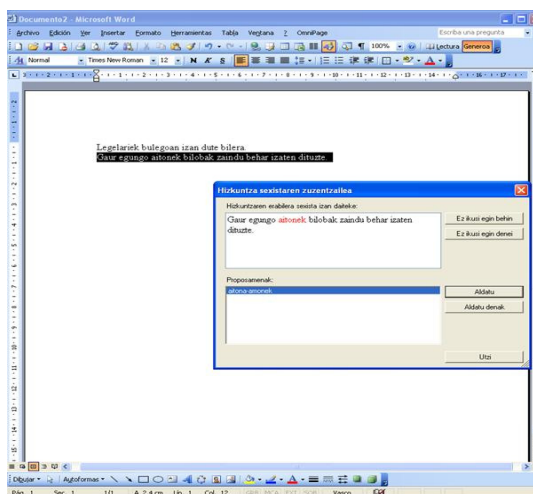 Documento2 - Microsoft Word
Archivo Edición Ver Insertar Formato Herramientas Tabla Ventana ? OmniPage
Escriba una pregunta
100%
Lectura
Generoa
Normal Times New Roman 12 N K S
Legelariek bulegoan izan dute bilera.
Gaur egungo aitonek bilobak zaindu behar izaten dituzte.
Hizkuntza sexistaren zuzentzailea
Hizkuntzaren erabilera sexista izan daiteke:
Gaur egungo aitonek bilobak zaindu behar izaten
dituzte.
Ez ikusi egin behin
Ez ikusi egin denei
Proposamenak:
aitona-amonek
Aldatu
Aldatu denak
Utzi
Dibujar Autoformas
Pág. 1 Sec. 1 1/1 A 2,4 cm Lín. 1 Col. 12 GRB MCA EXT SOB Vasco